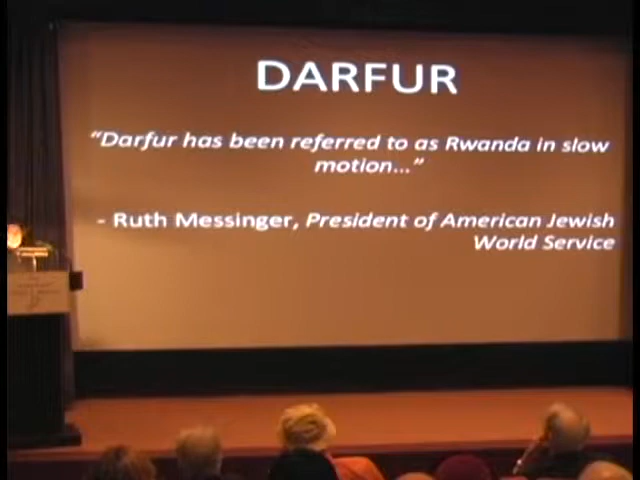 DARFUR
"Darfur has been referred to as Rwanda in slow
motion..."
- Ruth Messinger, President of American Jewish
World Service